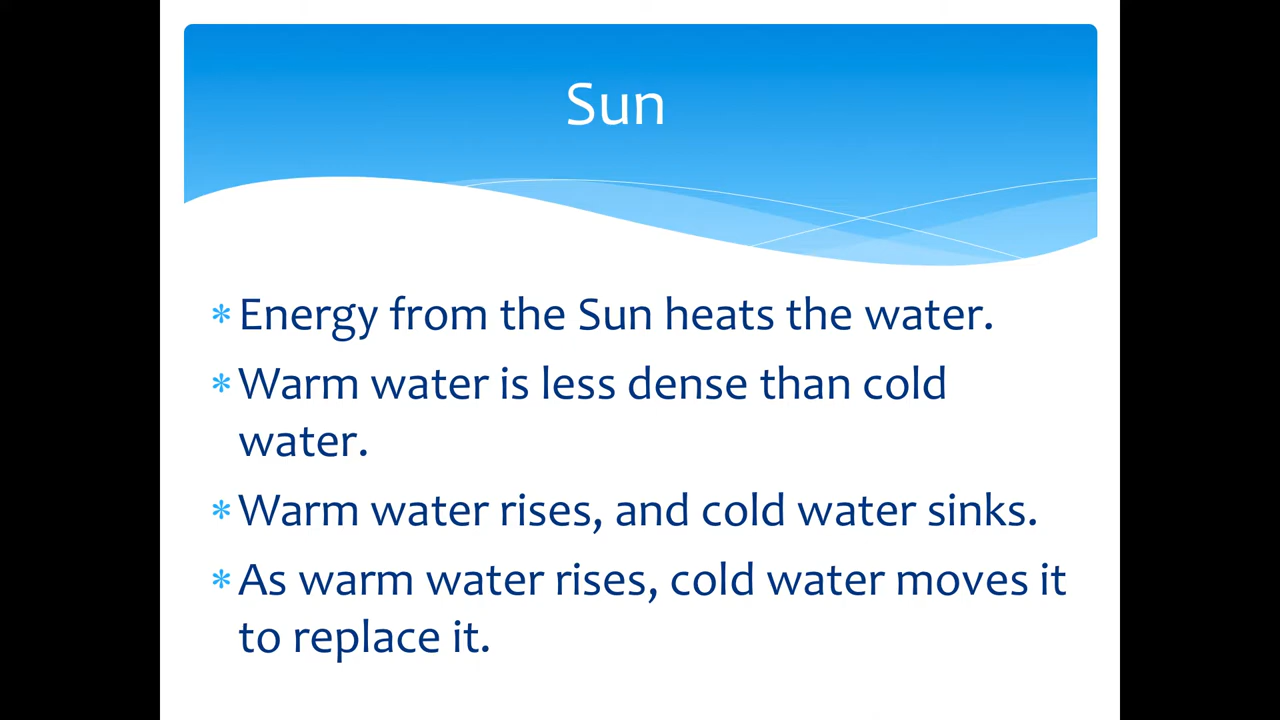 Sun
* Energy from the Sun heats the water.
* Warm water is less dense than cold
water.
* Warm water rises, and cold water sinks.
* As warm water rises, cold water moves it
to replace it.